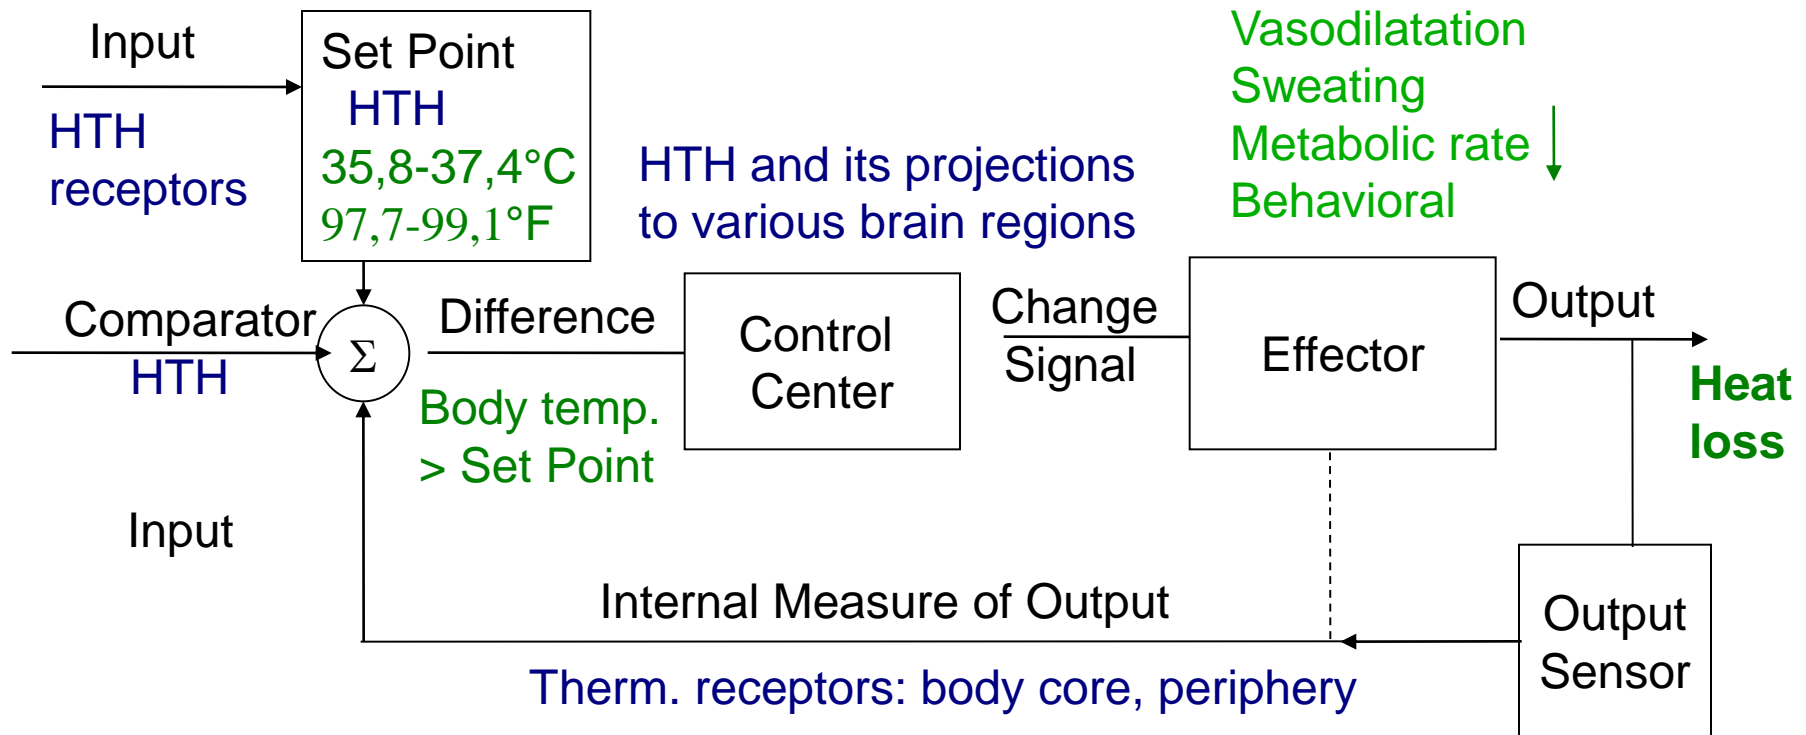 Input
HTH
receptors
Set Point
HTH
35,8-37,4°C
97,7-99,1°F
HTH and its projections
to various brain regions
Vasodilatation
Sweating
Metabolic rate
Behavioral
Comparator
HTH
Σ
Difference
Body temp.
> Set Point
Control
Center
Change
Signal
Effector
Output
Heat
loss
Input
Internal Measure of Output
Therm. receptors: body core, periphery
Output
Sensor